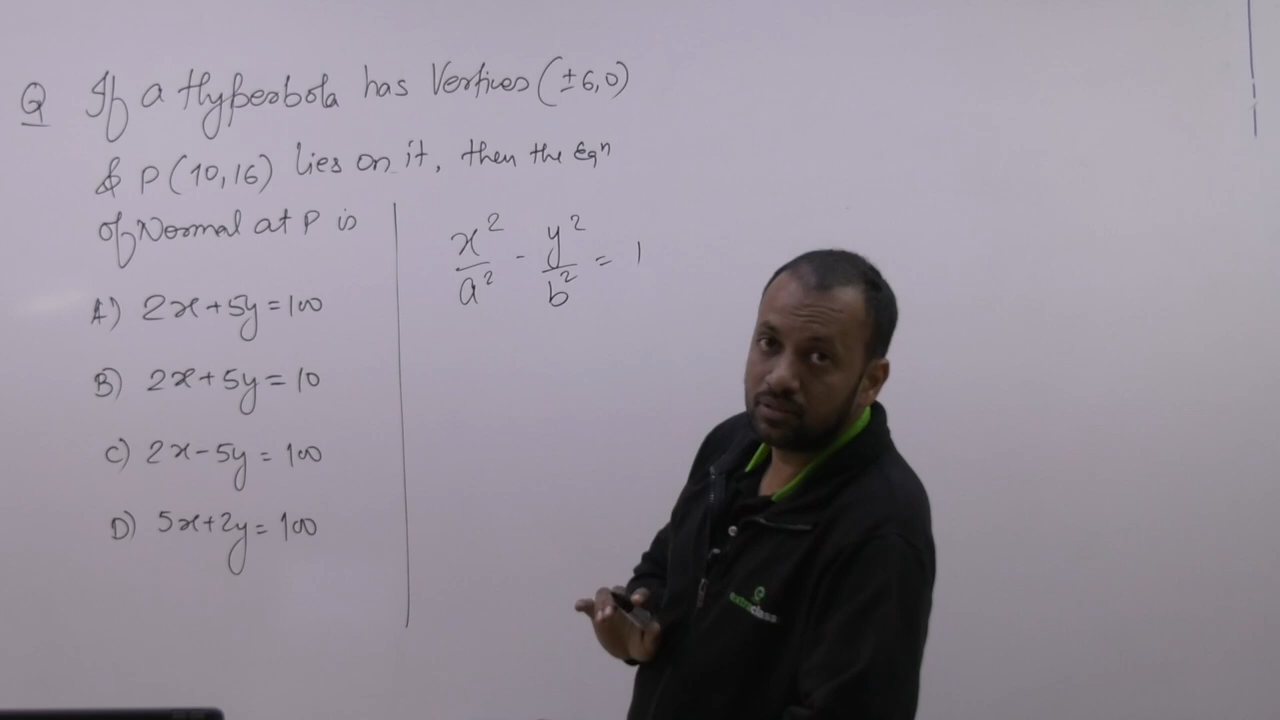 Q If a Hyperbola has Vertices (±6,0)
& P(10,16) lies on it, then the Eqⁿ
of Normal at P is
A) 2x+5y=100
B) 2x+5y=10
C) 2x-5y=100
D) 5x+2y=100
x²/a² - y²/b² = 1
extraclass